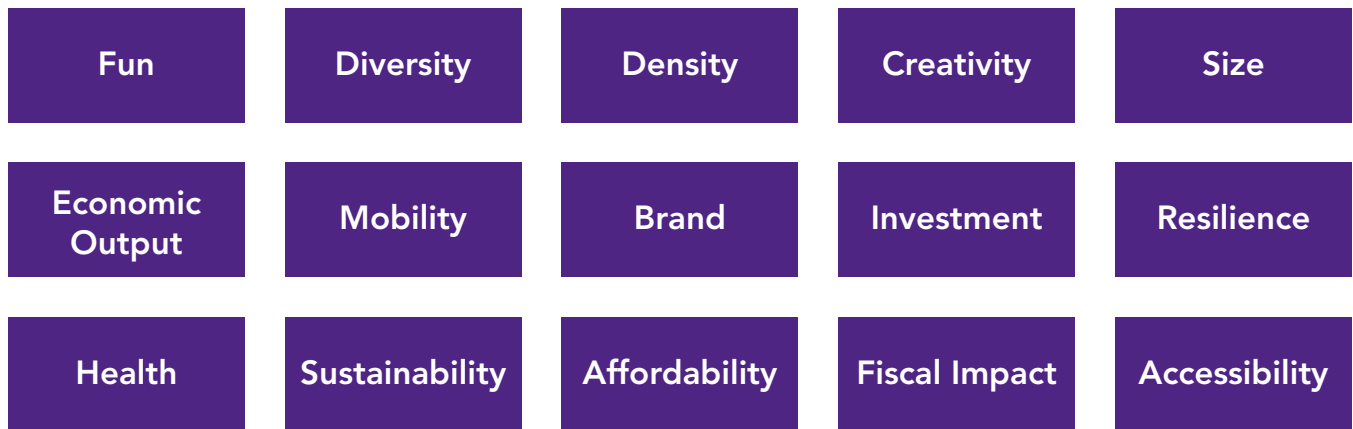 Fun
Diversity
Density
Creativity
Size
Economic
Output
Mobility
Brand
Investment
Resilience
Health
Sustainability
Affordability
Fiscal Impact
Accessibility